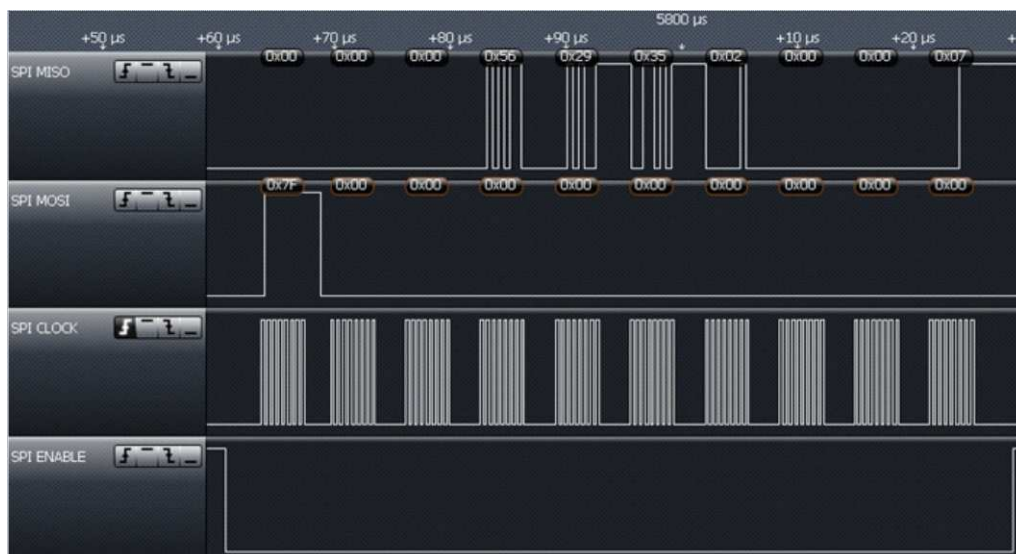 5800 µs
+50 µs +60 µs +70 µs +80 µs +90 µs +10 µs +20 µs +
SPI MISO 0x00 0x00 0x00 0x56 0x29 0x35 0x02 0x00 0x00 0x07
SPI MOSI 0x7F 0x00 0x00 0x00 0x00 0x00 0x00 0x00 0x00 0x00
SPI CLOCK
SPI ENABLE